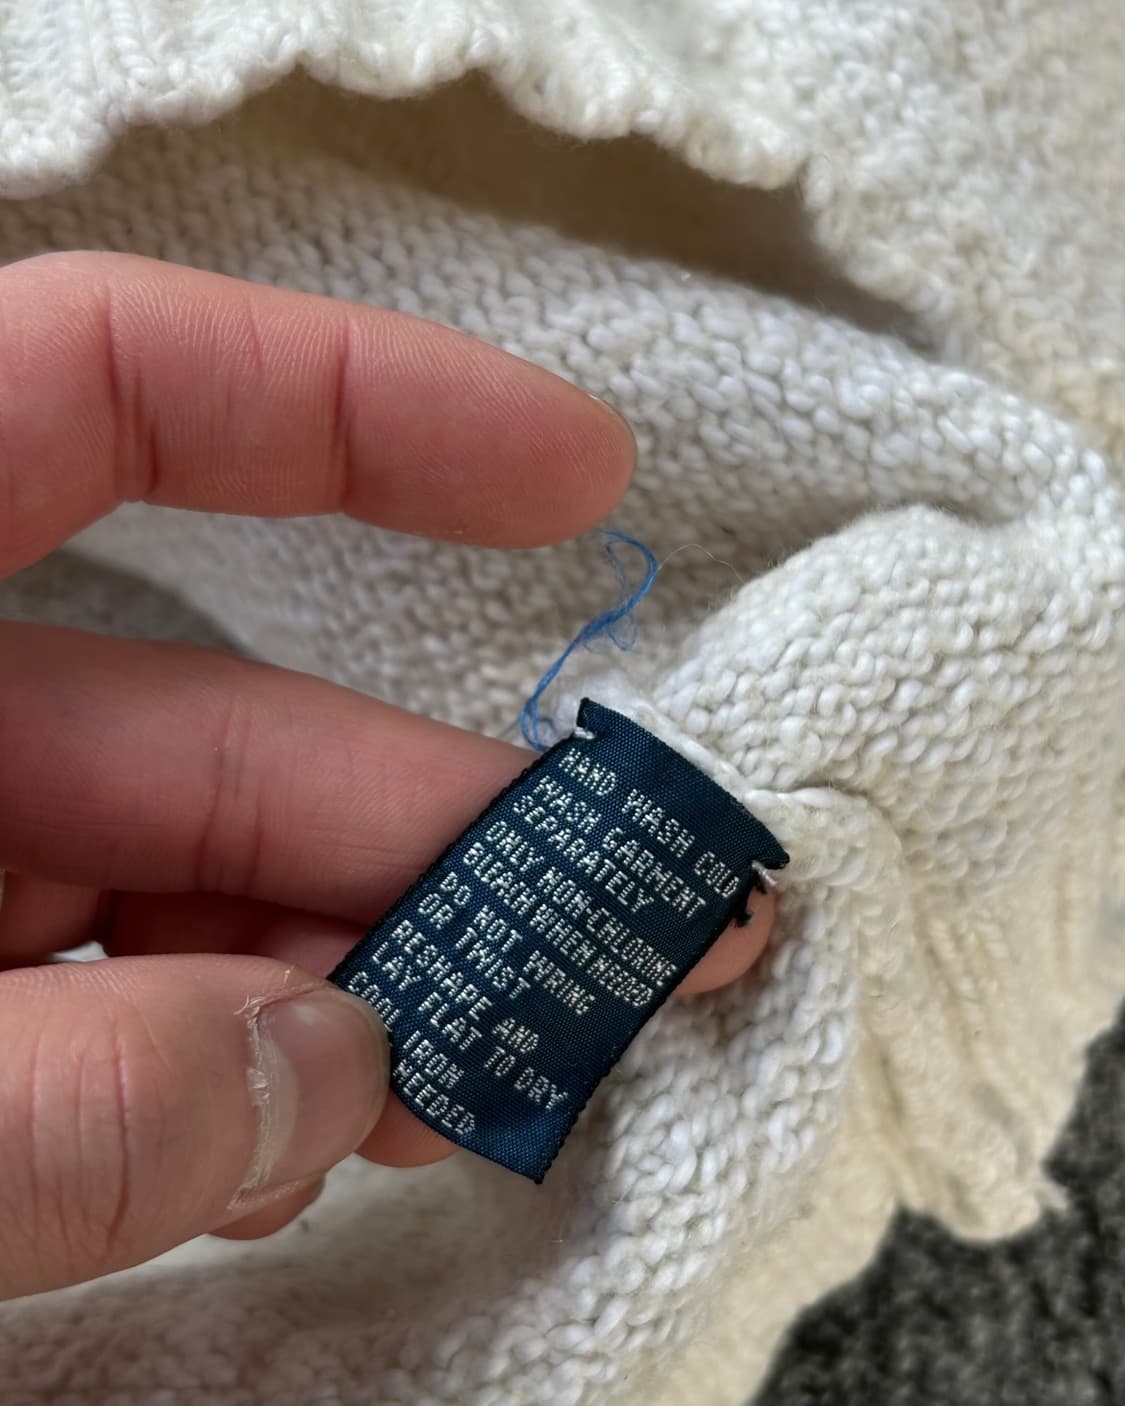 HAND WASH COLD
WASH GARMENT
SEPARATELY
ONLY NON-CHLORINE
BLEACH WHEN NEEDED
DO NOT WRING
OR TWIST
RESHAPE AND
LAY FLAT TO DRY
COOL IRON
NEEDED